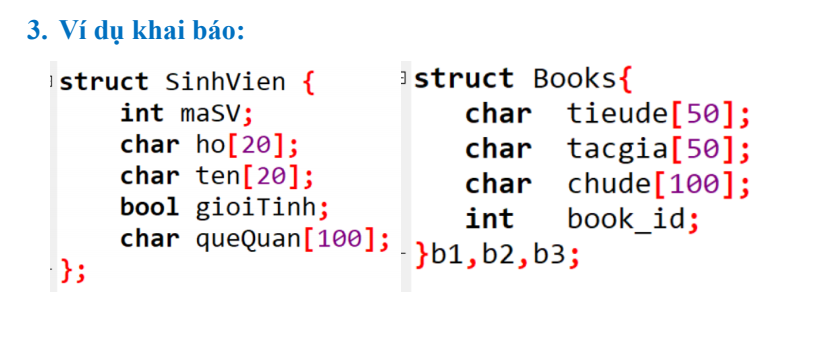 3. Ví dụ khai báo:
struct SinhVien {
int maSV;
char ho[20];
char ten[20];
bool gioiTinh;
char queQuan[100];
};
struct Books{
char tieude[50];
char tacgia[50];
char chude[100];
int book_id;
}b1,b2,b3;